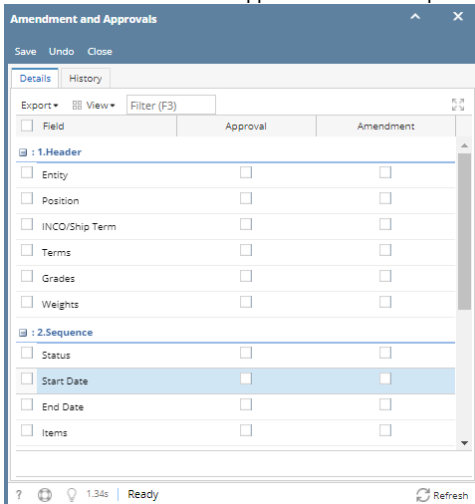 Amendment and Approvals
Save Undo Close
Details History
Export View Filter (F3)
Field Approval Amendment
: 1.Header
Entity
Position
INCO/Ship Term
Terms
Grades
Weights
: 2.Sequence
Status
Start Date
End Date
Items
? 1.34s Ready Refresh